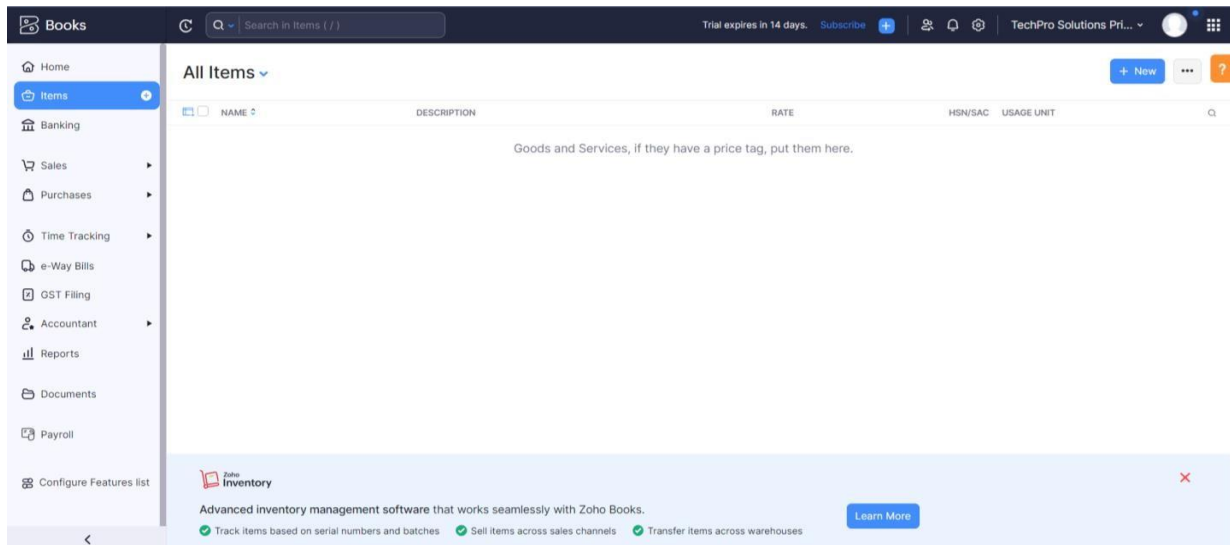 Books
Search in Items ( / )
Trial expires in 14 days. Subscribe
TechPro Solutions Pri...
Home
Items
Banking
Sales
Purchases
Time Tracking
e-Way Bills
GST Filing
Accountant
Reports
Documents
Payroll
Configure Features list
All Items
+ New
?
NAME DESCRIPTION RATE HSN/SAC USAGE UNIT
Goods and Services, if they have a price tag, put them here.
Zoho
Inventory
Advanced inventory management software that works seamlessly with Zoho Books.
Track items based on serial numbers and batches Sell items across sales channels Transfer items across warehouses
Learn More